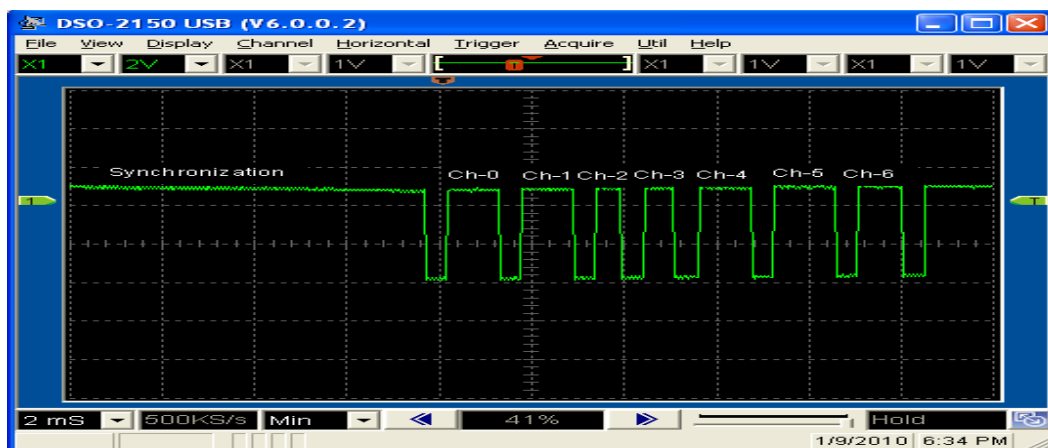 DSO-2150 USB (V6.0.0.2)
File View Display Channel Horizontal Trigger Acquire Util Help
X1 2V X1 1V [ 1 ] X1 1V X1 1V
T
Synchronization Ch-0 Ch-1 Ch-2 Ch-3 Ch-4 Ch-5 Ch-6
1 T
2 mS 500KS/s Min 41% Hold
1/9/2010 6:34 PM